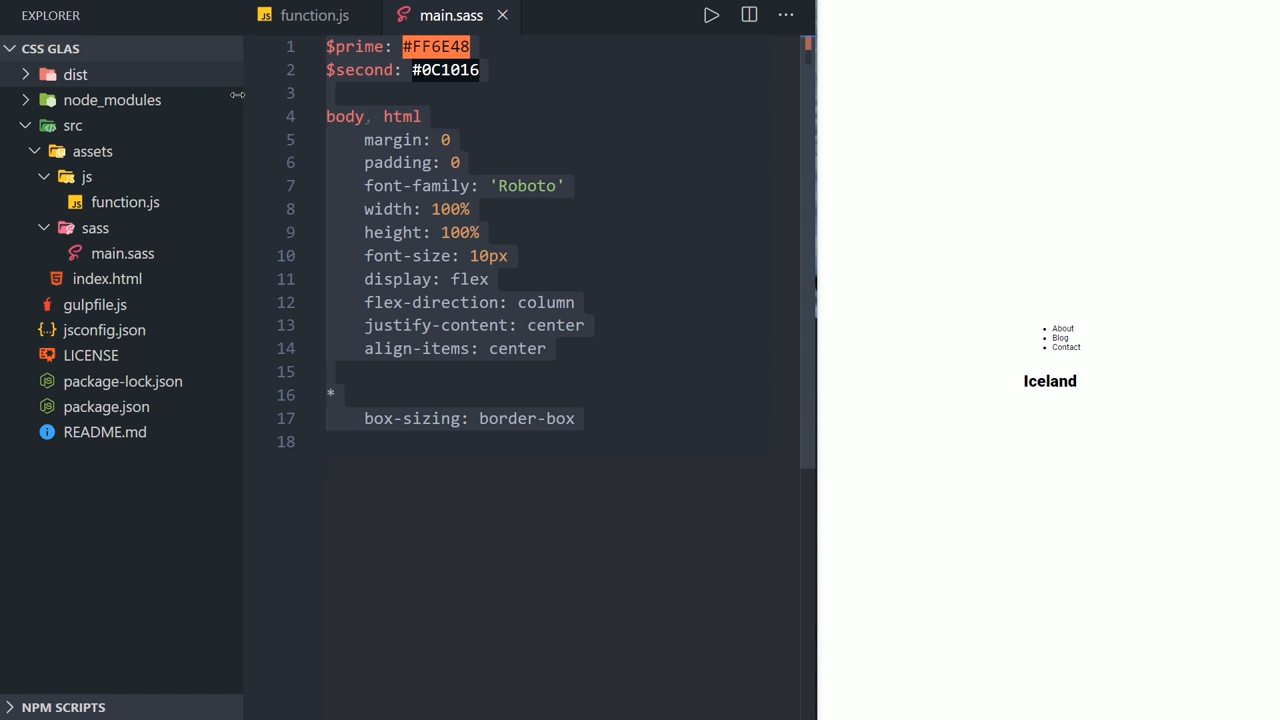 EXPLORER
CSS GLAS
dist
node_modules
src
assets
js
function.js
sass
main.sass
index.html
gulpfile.js
jsconfig.json
LICENSE
package-lock.json
package.json
README.md
NPM SCRIPTS
function.js
main.sass
1 $prime: #FF6E48
2 $second: #0C1016
3
4 body, html
5 margin: 0
6 padding: 0
7 font-family: 'Roboto'
8 width: 100%
9 height: 100%
10 font-size: 10px
11 display: flex
12 flex-direction: column
13 justify-content: center
14 align-items: center
15
16 *
17 box-sizing: border-box
18
About
Blog
Contact
Iceland